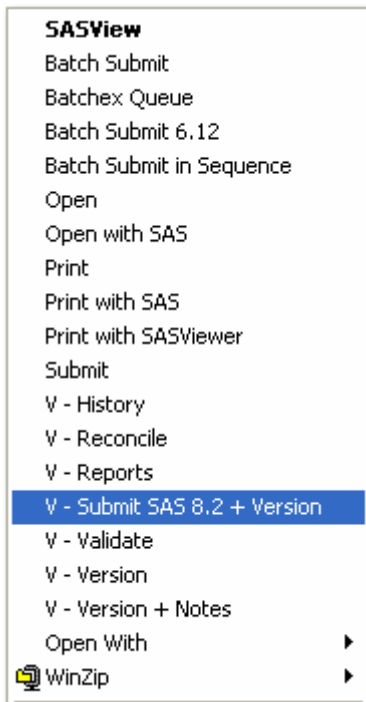 SASView
Batch Submit
Batchex Queue
Batch Submit 6.12
Batch Submit in Sequence
Open
Open with SAS
Print
Print with SAS
Print with SASViewer
Submit
V - History
V - Reconcile
V - Reports
V - Submit SAS 8.2 + Version
V - Validate
V - Version
V - Version + Notes
Open With
WinZip